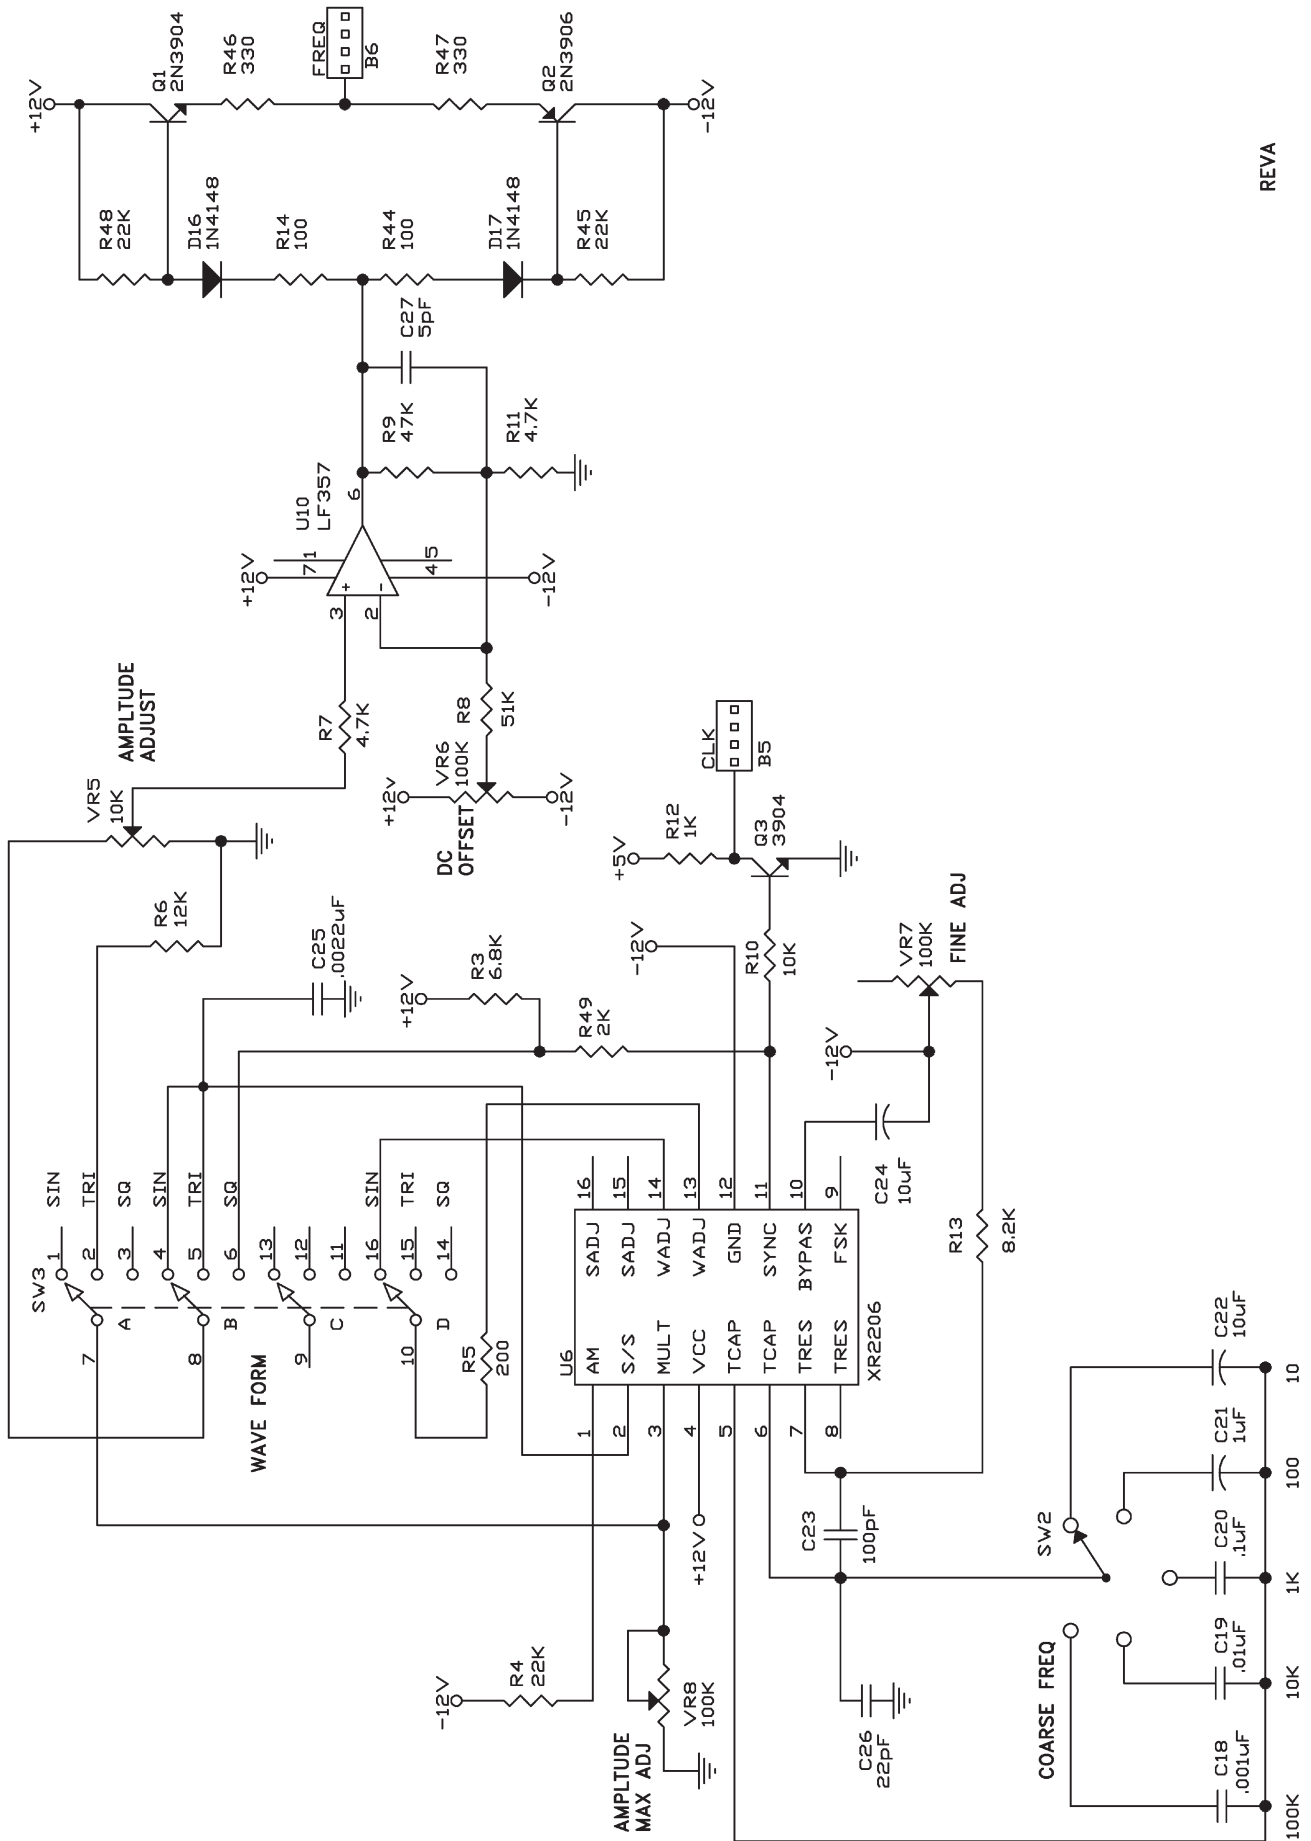 +12V
Q1
2N3904
R46
330
FREQ
B6
R47
330
Q2
2N3906
-12V
R48
22K
D16
1N4148
R14
100
R44
100
D17
1N4148
R45
22K
REVA
C27
5pF
R9
47K
R11
4.7K
U10
LF357
6
+12V
7
1
4
5
-12V
+
-
3
2
AMPLTUDE
ADJUST
VR5
10K
R7
4.7K
R8
51K
+12V
VR6
100K
-12V
DC
OFFSET
CLK
B5
+5V
R12
1K
Q3
3904
R6
12K
C25
.0022uF
+12V
R3
6.8K
-12V
R10
10K
R49
2K
VR7
100K
FINE ADJ
-12V
C24
10uF
R13
8.2K
SW3
1
SIN
2
TRI
3
SQ
4
SIN
5
TRI
6
SQ
13
12
11
16
SIN
15
TRI
14
SQ
A
B
C
D
7
8
9
10
WAVE FORM
R5
200
U6
XR2206
16
SADJ
15
SADJ
14
WADJ
13
WADJ
12
GND
11
SYNC
10
BYPAS
9
FSK
AM
1
S/S
2
MULT
3
VCC
4
TCAP
5
TCAP
6
TRES
7
TRES
8
+12V
C23
100pF
-12V
R4
22K
VR8
100K
AMPLTUDE
MAX ADJ
C26
22pF
SW2
COARSE FREQ
C22
10uF
C21
1uF
C20
.1uF
C19
.01uF
C18
.001uF
10
100
1K
10K
100K